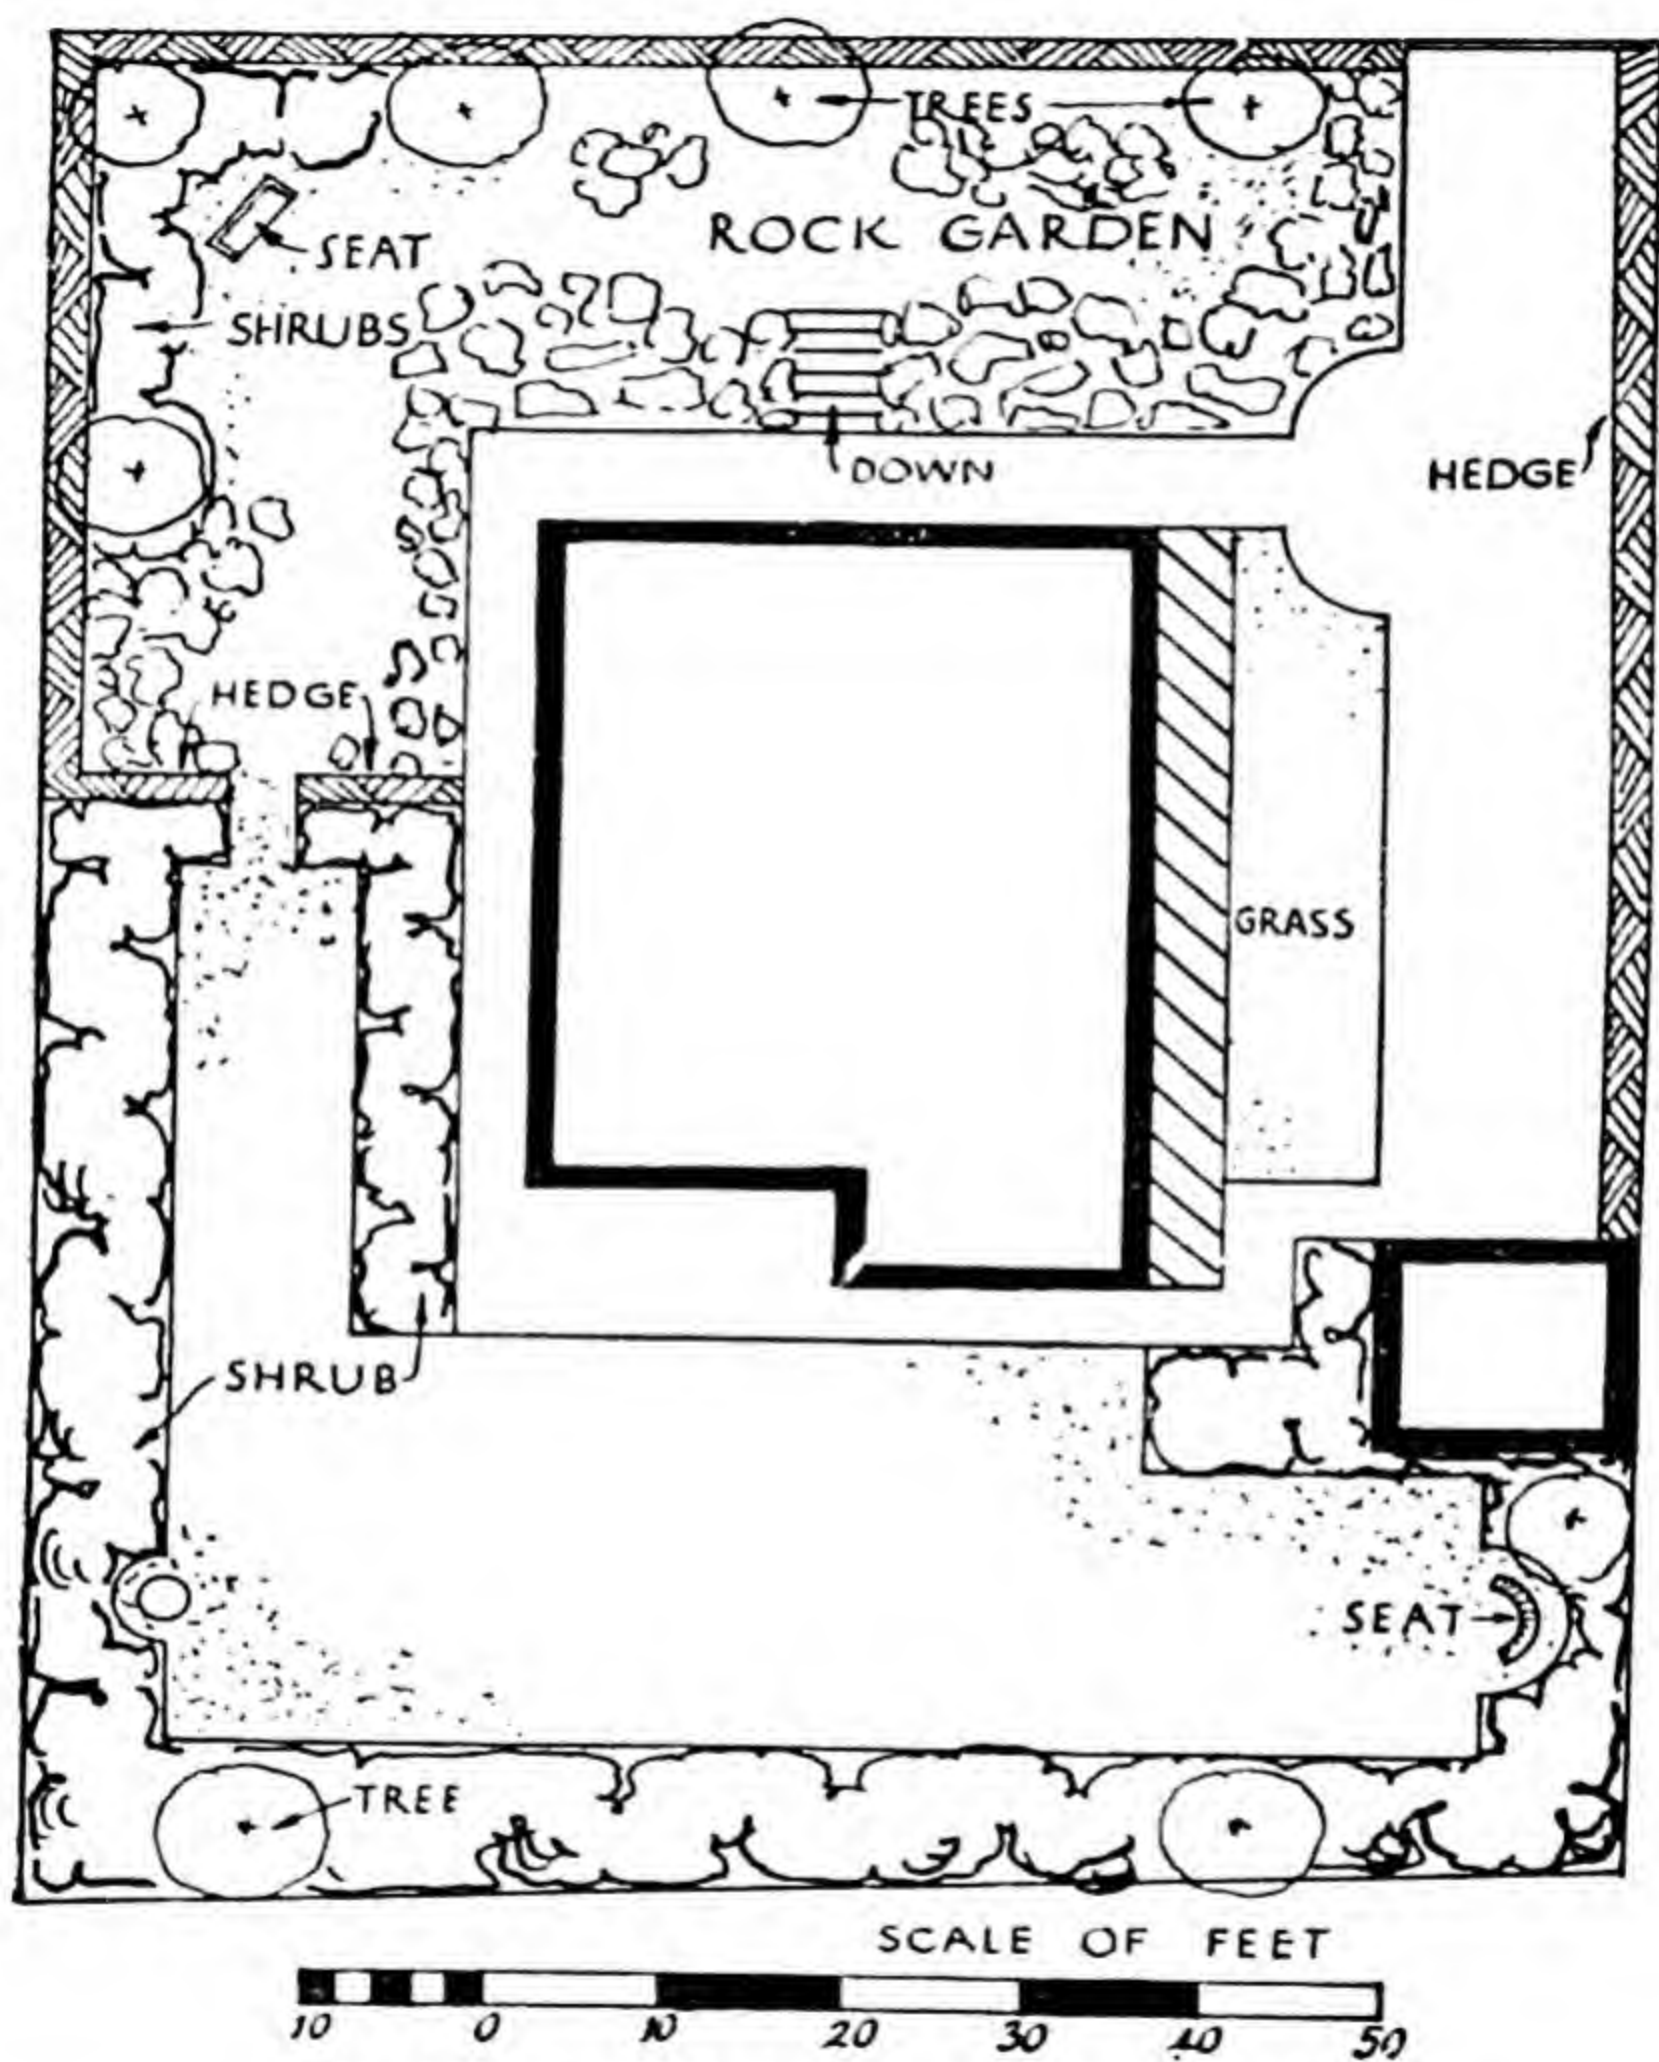 TREES
ROCK GARDEN
SEAT
SHRUBS
DOWN
HEDGE
HEDGE
GRASS
SHRUB
SEAT
TREE
SCALE OF FEET
10 0 10 20 30 40 50